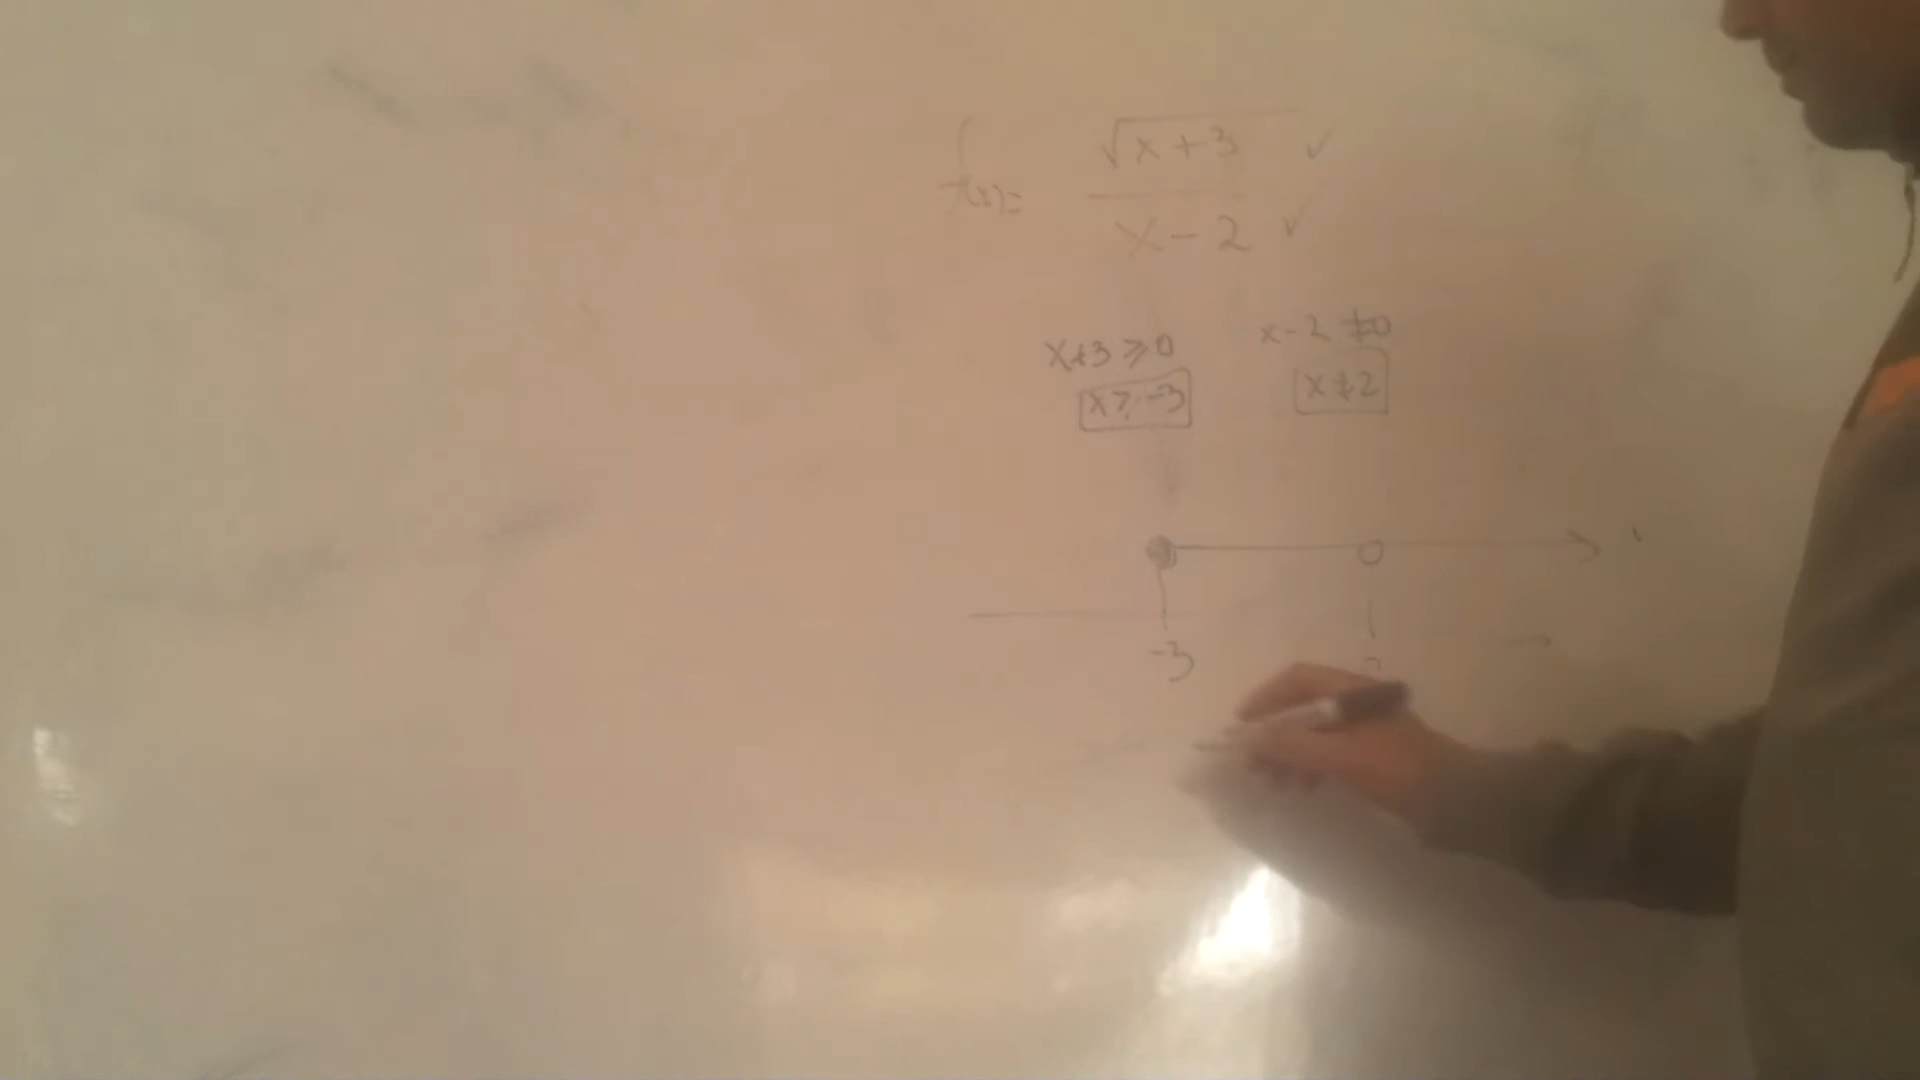 f(x) = √x+3 ✓
x-2 ✓
x+3 ≥ 0 x-2 ≠ 0
x ≥ -3 x ≠ 2
-3